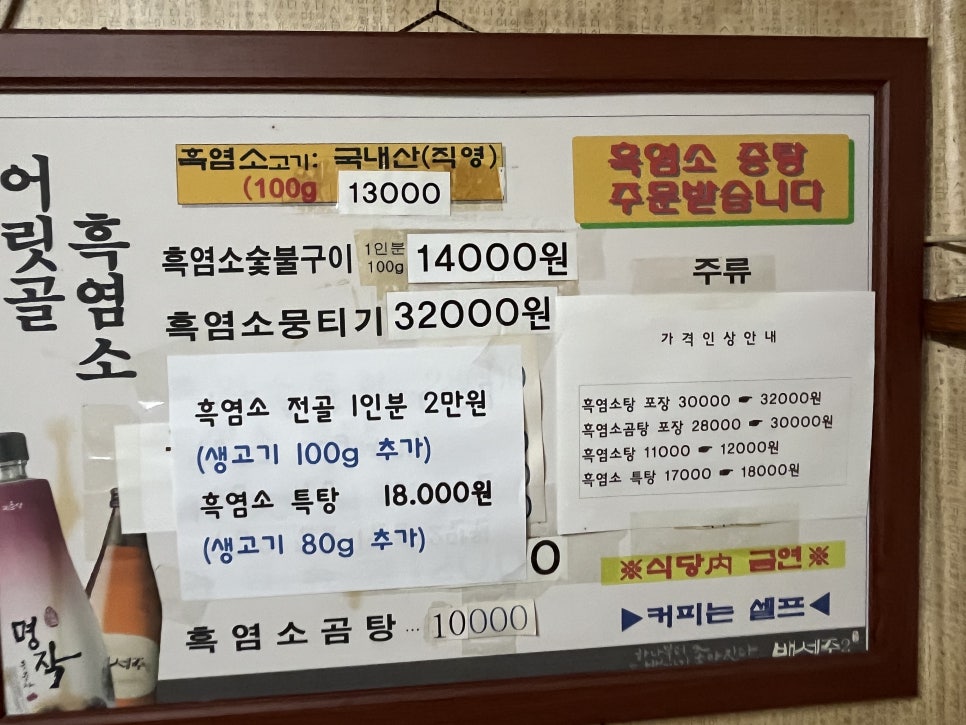 어릿골
흑염소
흑염소고기: 국내산(직영)
(100g 13000
흑염소숯불구이 1인분 100g 14000원
흑염소뭉티기 32000원
흑염소 전골 1인분 2만원
(생고기 100g 추가)
흑염소 특탕 18.000원
(생고기 80g 추가)
0
흑염소곰탕 ... 10000
흑염소 중탕
주문받습니다
주류
가격인상안내
흑염소탕 포장 30000 ☛ 32000원
흑염소곰탕 포장 28000 ☛ 30000원
흑염소탕 11000 ☛ 12000원
흑염소 특탕 17000 ☛ 18000원
※식당內 금연※
▶커피는 셀프◀
명작
백세주